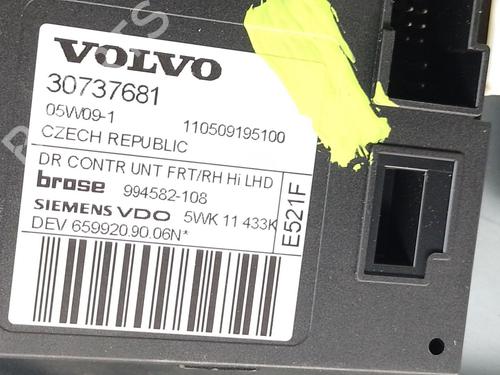 VOLVO
30737681
05W09-1 110509195100
CZECH REPUBLIC
DR CONTR UNT FRT/RH Hi LHD
brose 994582-108
SIEMENS VDO 5WK 11 433K
DEV 659920.90.06N*
E521F